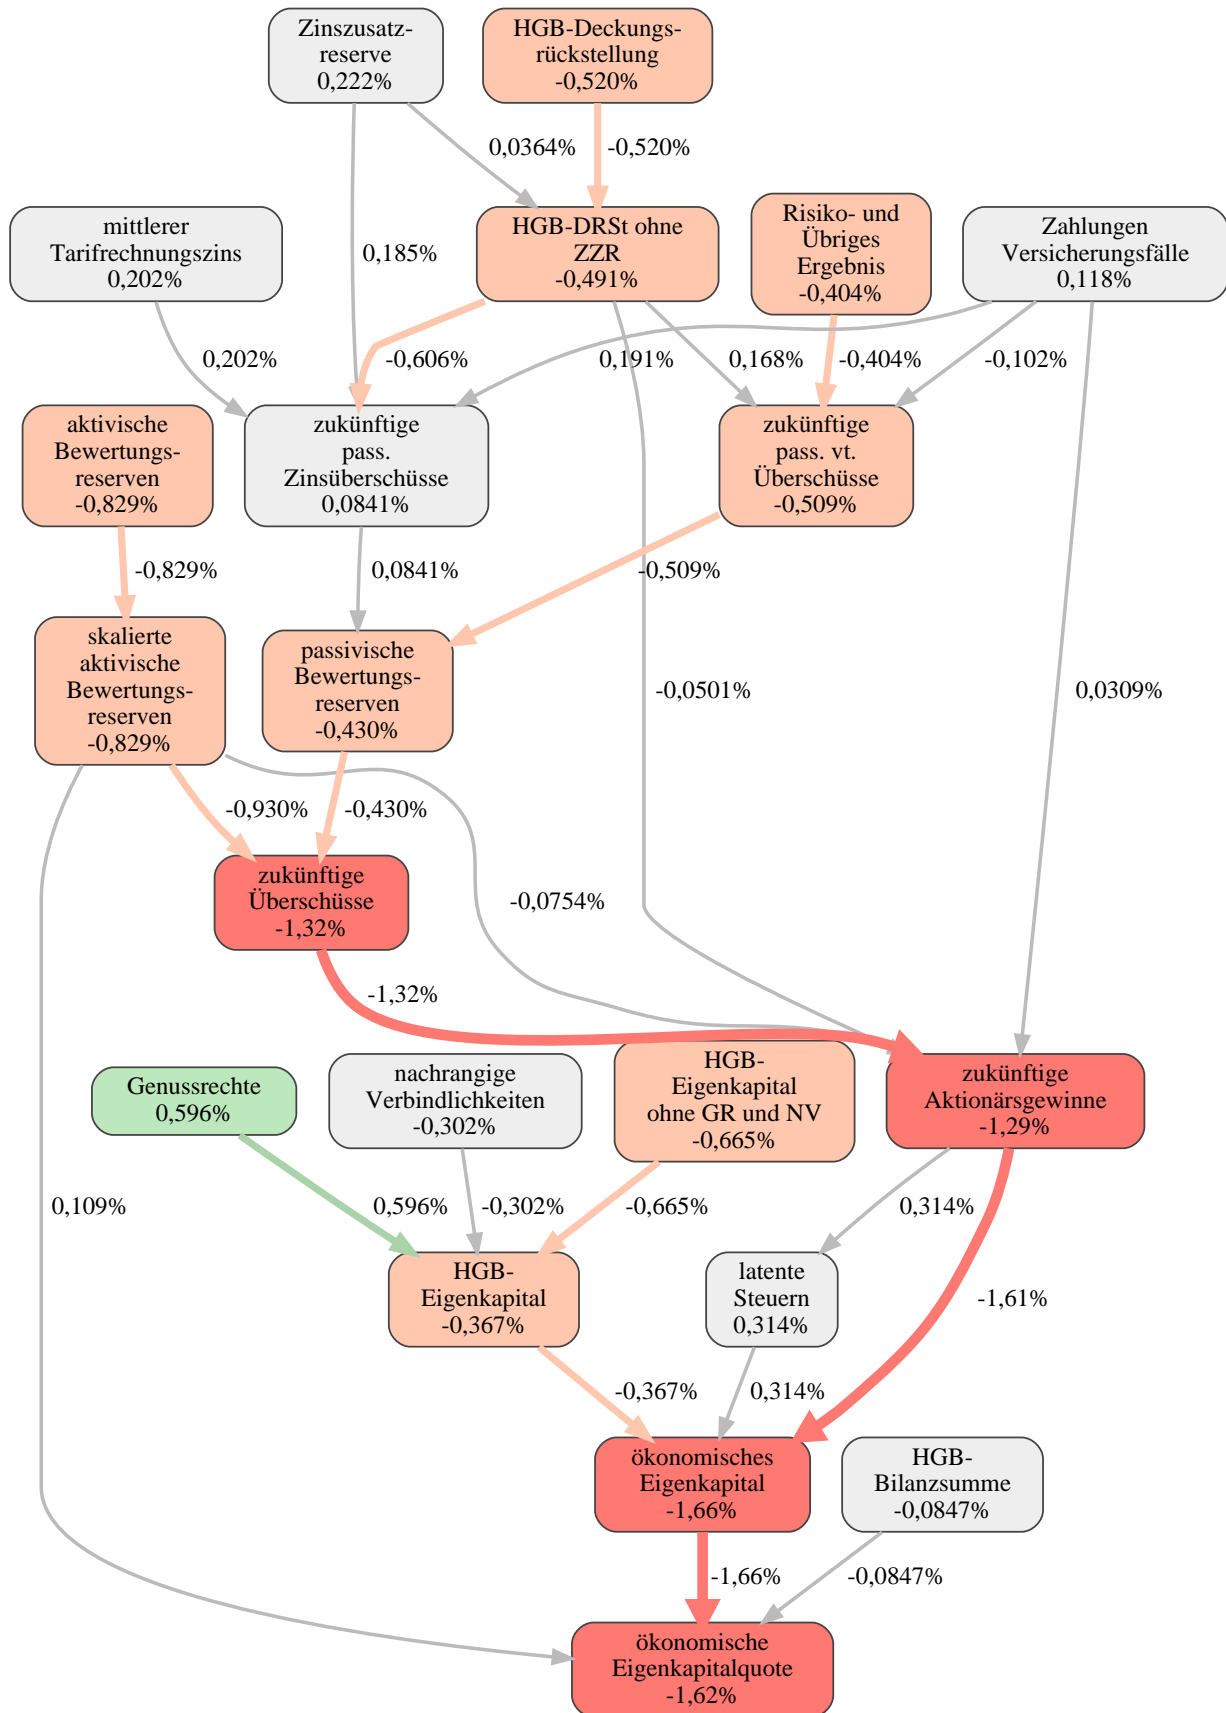 Zinszusatz-
reserve
0,222%
HGB-Deckungs-
rückstellung
-0,520%
0,0364%
-0,520%
mittlerer
Tarifrechnungszins
0,202%
0,185%
HGB-DRSt ohne
ZZR
-0,491%
Risiko- und
Übriges
Ergebnis
-0,404%
Zahlungen
Versicherungsfälle
0,118%
0,202%
-0,606%
0,191%
0,168%
-0,404%
-0,102%
aktivische
Bewertungs-
reserven
-0,829%
zukünftige
pass.
Zinsüberschüsse
0,0841%
zukünftige
pass. vt.
Überschüsse
-0,509%
-0,829%
0,0841%
-0,509%
skalierte
aktivische
Bewertungs-
reserven
-0,829%
passivische
Bewertungs-
reserven
-0,430%
-0,0501%
0,0309%
-0,930%
-0,430%
zukünftige
Überschüsse
-1,32%
-0,0754%
-1,32%
Genussrechte
0,596%
nachrangige
Verbindlichkeiten
-0,302%
HGB-
Eigenkapital
ohne GR und NV
-0,665%
zukünftige
Aktionärsgewinne
-1,29%
0,109%
0,596%
-0,302%
-0,665%
0,314%
HGB-
Eigenkapital
-0,367%
latente
Steuern
0,314%
-1,61%
-0,367%
0,314%
ökonomisches
Eigenkapital
-1,66%
HGB-
Bilanzsumme
-0,0847%
-1,66%
-0,0847%
ökonomische
Eigenkapitalquote
-1,62%